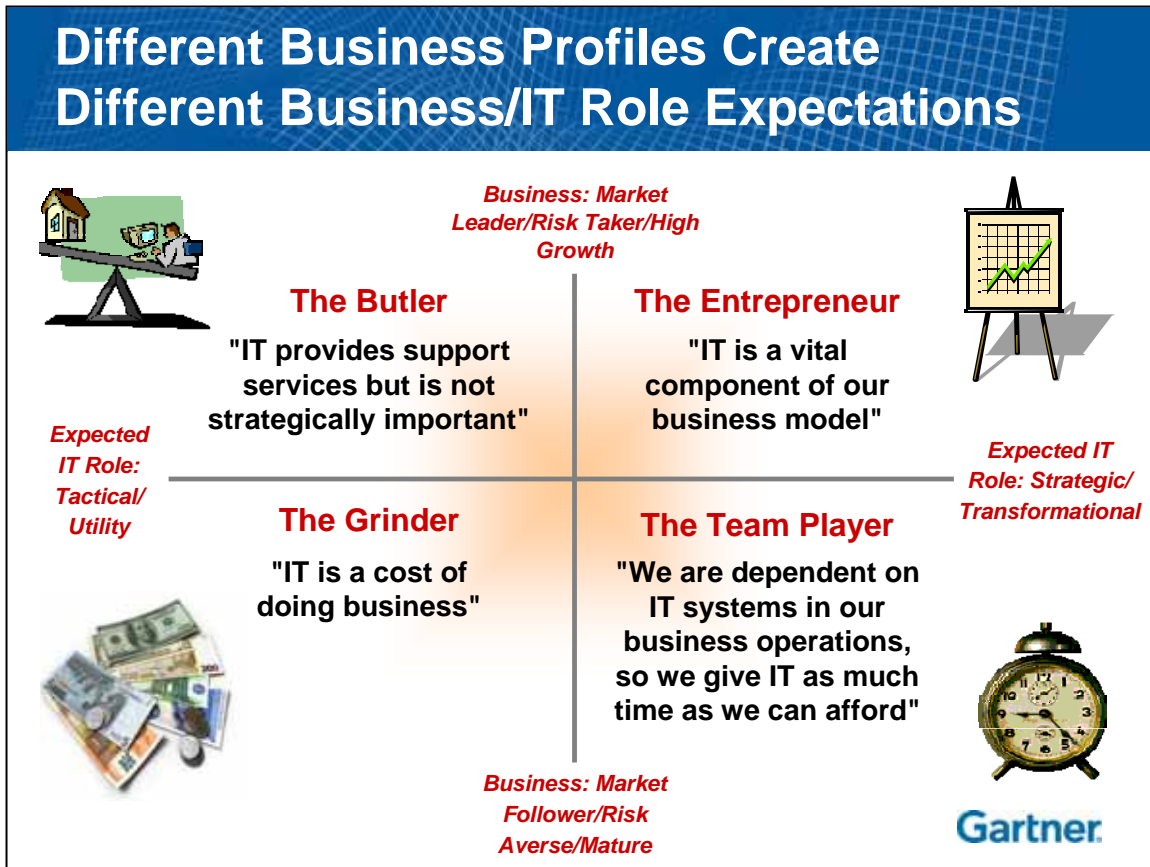 Different Business Profiles Create
Different Business/IT Role Expectations
Business: Market
Leader/Risk Taker/High
Growth
The Butler
"IT provides support
services but is not
strategically important"
The Entrepreneur
"IT is a vital
component of our
business model"
Expected
IT Role:
Tactical/
Utility
Expected IT
Role: Strategic/
Transformational
The Grinder
"IT is a cost of
doing business"
The Team Player
"We are dependent on
IT systems in our
business operations,
so we give IT as much
time as we can afford"
Business: Market
Follower/Risk
Averse/Mature
Gartner